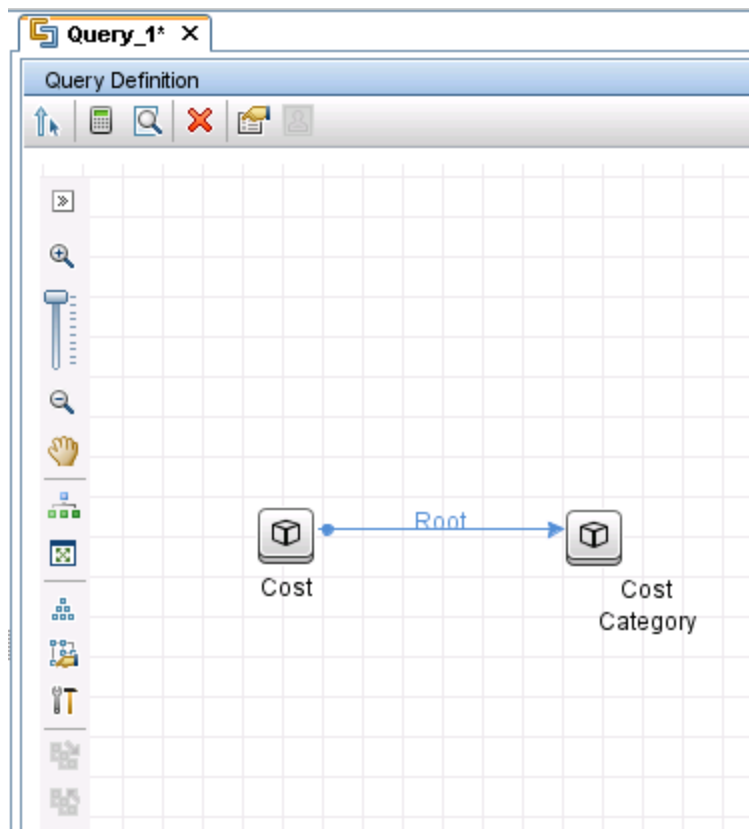 Query_1*
Query Definition
Root
Cost
Cost
Category